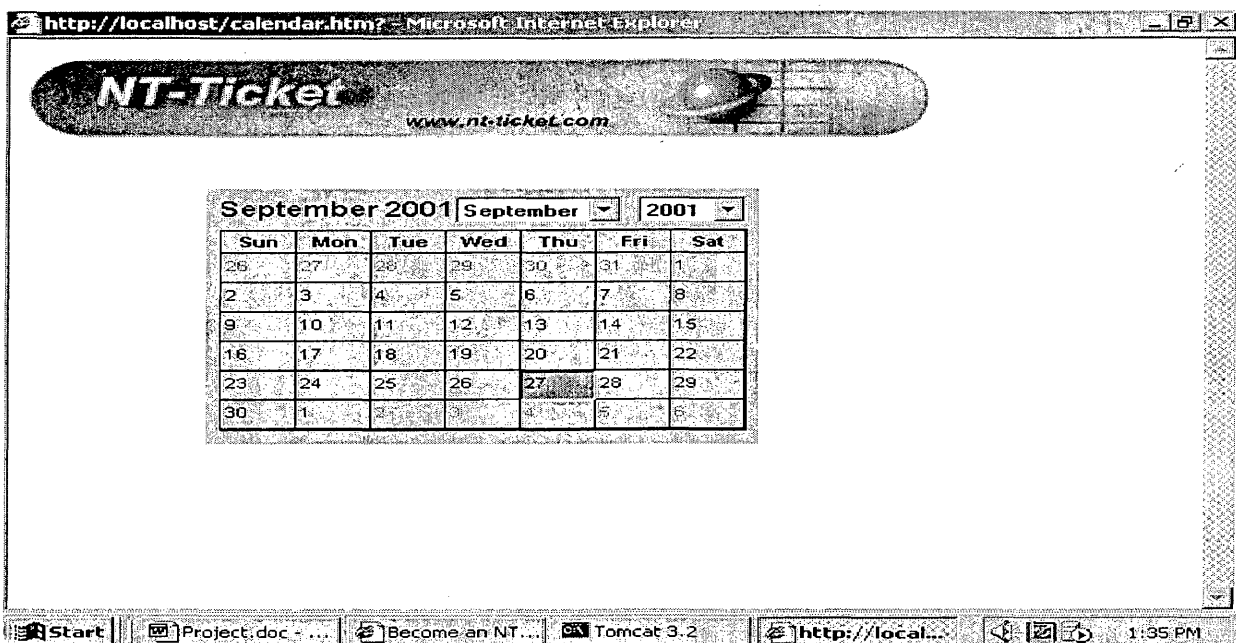 http://localhost/calendar.htm? - Microsoft Internet Explorer
NT-Ticket
www.nt-ticket.com
September 2001 September 2001
Sun Mon Tue Wed Thu Fri Sat
26 27 28 29 30 31 1
2 3 4 5 6 7 8
9 10 11 12 13 14 15
16 17 18 19 20 21 22
23 24 25 26 27 28 29
30 1 2 3 4 5 6
Start Project.doc - ... Become an NT... Tomcat 3.2 http://local... 1:35 PM